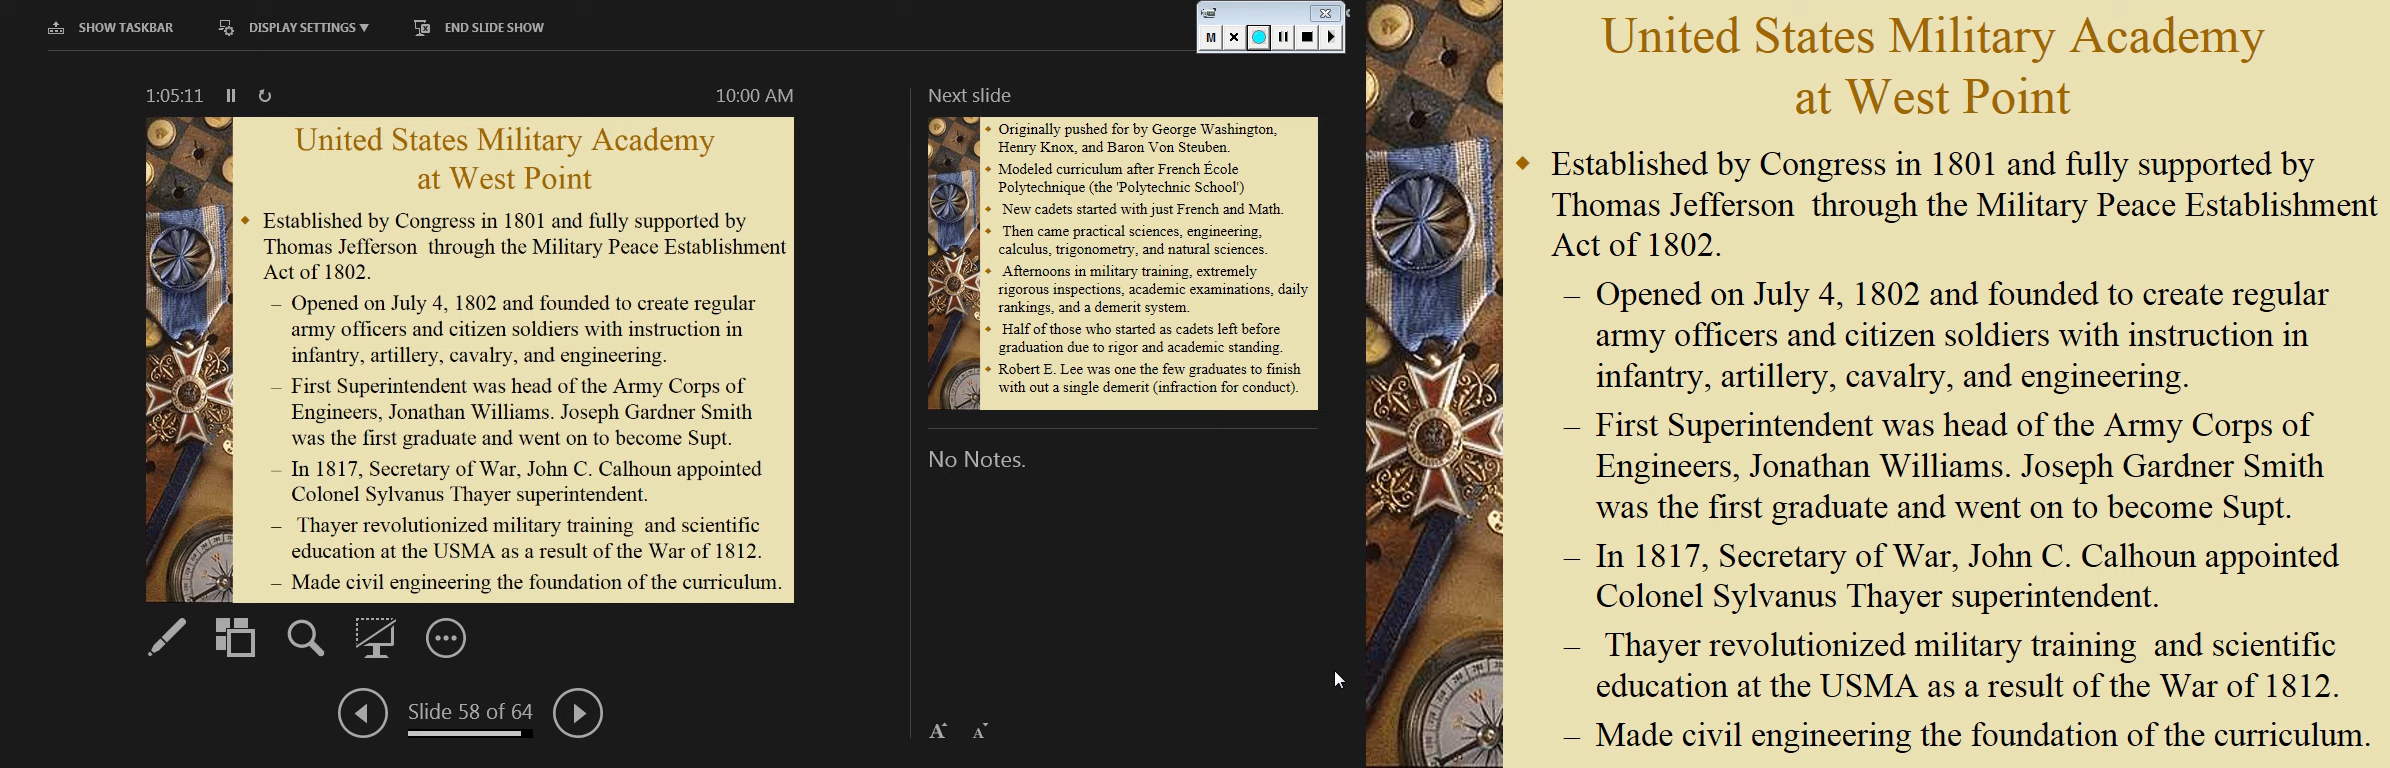 SHOW TASKBAR
DISPLAY SETTINGS ▼
END SLIDE SHOW
M
1:05:11
10:00 AM
United States Military Academy
at West Point
Established by Congress in 1801 and fully supported by
Thomas Jefferson  through the Military Peace Establishment
Act of 1802.
– Opened on July 4, 1802 and founded to create regular
army officers and citizen soldiers with instruction in
infantry, artillery, cavalry, and engineering.
– First Superintendent was head of the Army Corps of
Engineers, Jonathan Williams. Joseph Gardner Smith
was the first graduate and went on to become Supt.
– In 1817, Secretary of War, John C. Calhoun appointed
Colonel Sylvanus Thayer superintendent.
– Thayer revolutionized military training  and scientific
education at the USMA as a result of the War of 1812.
– Made civil engineering the foundation of the curriculum.
Slide 58 of 64
Next slide
Originally pushed for by George Washington,
Henry Knox, and Baron Von Steuben.
Modeled curriculum after French École
Polytechnique (the 'Polytechnic School')
New cadets started with just French and Math.
Then came practical sciences, engineering,
calculus, trigonometry, and natural sciences.
Afternoons in military training, extremely
rigorous inspections, academic examinations, daily
rankings, and a demerit system.
Half of those who started as cadets left before
graduation due to rigor and academic standing.
Robert E. Lee was one the few graduates to finish
with out a single demerit (infraction for conduct).
No Notes.
A A
United States Military Academy
at West Point
Established by Congress in 1801 and fully supported by
Thomas Jefferson  through the Military Peace Establishment
Act of 1802.
– Opened on July 4, 1802 and founded to create regular
army officers and citizen soldiers with instruction in
infantry, artillery, cavalry, and engineering.
– First Superintendent was head of the Army Corps of
Engineers, Jonathan Williams. Joseph Gardner Smith
was the first graduate and went on to become Supt.
– In 1817, Secretary of War, John C. Calhoun appointed
Colonel Sylvanus Thayer superintendent.
– Thayer revolutionized military training  and scientific
education at the USMA as a result of the War of 1812.
– Made civil engineering the foundation of the curriculum.